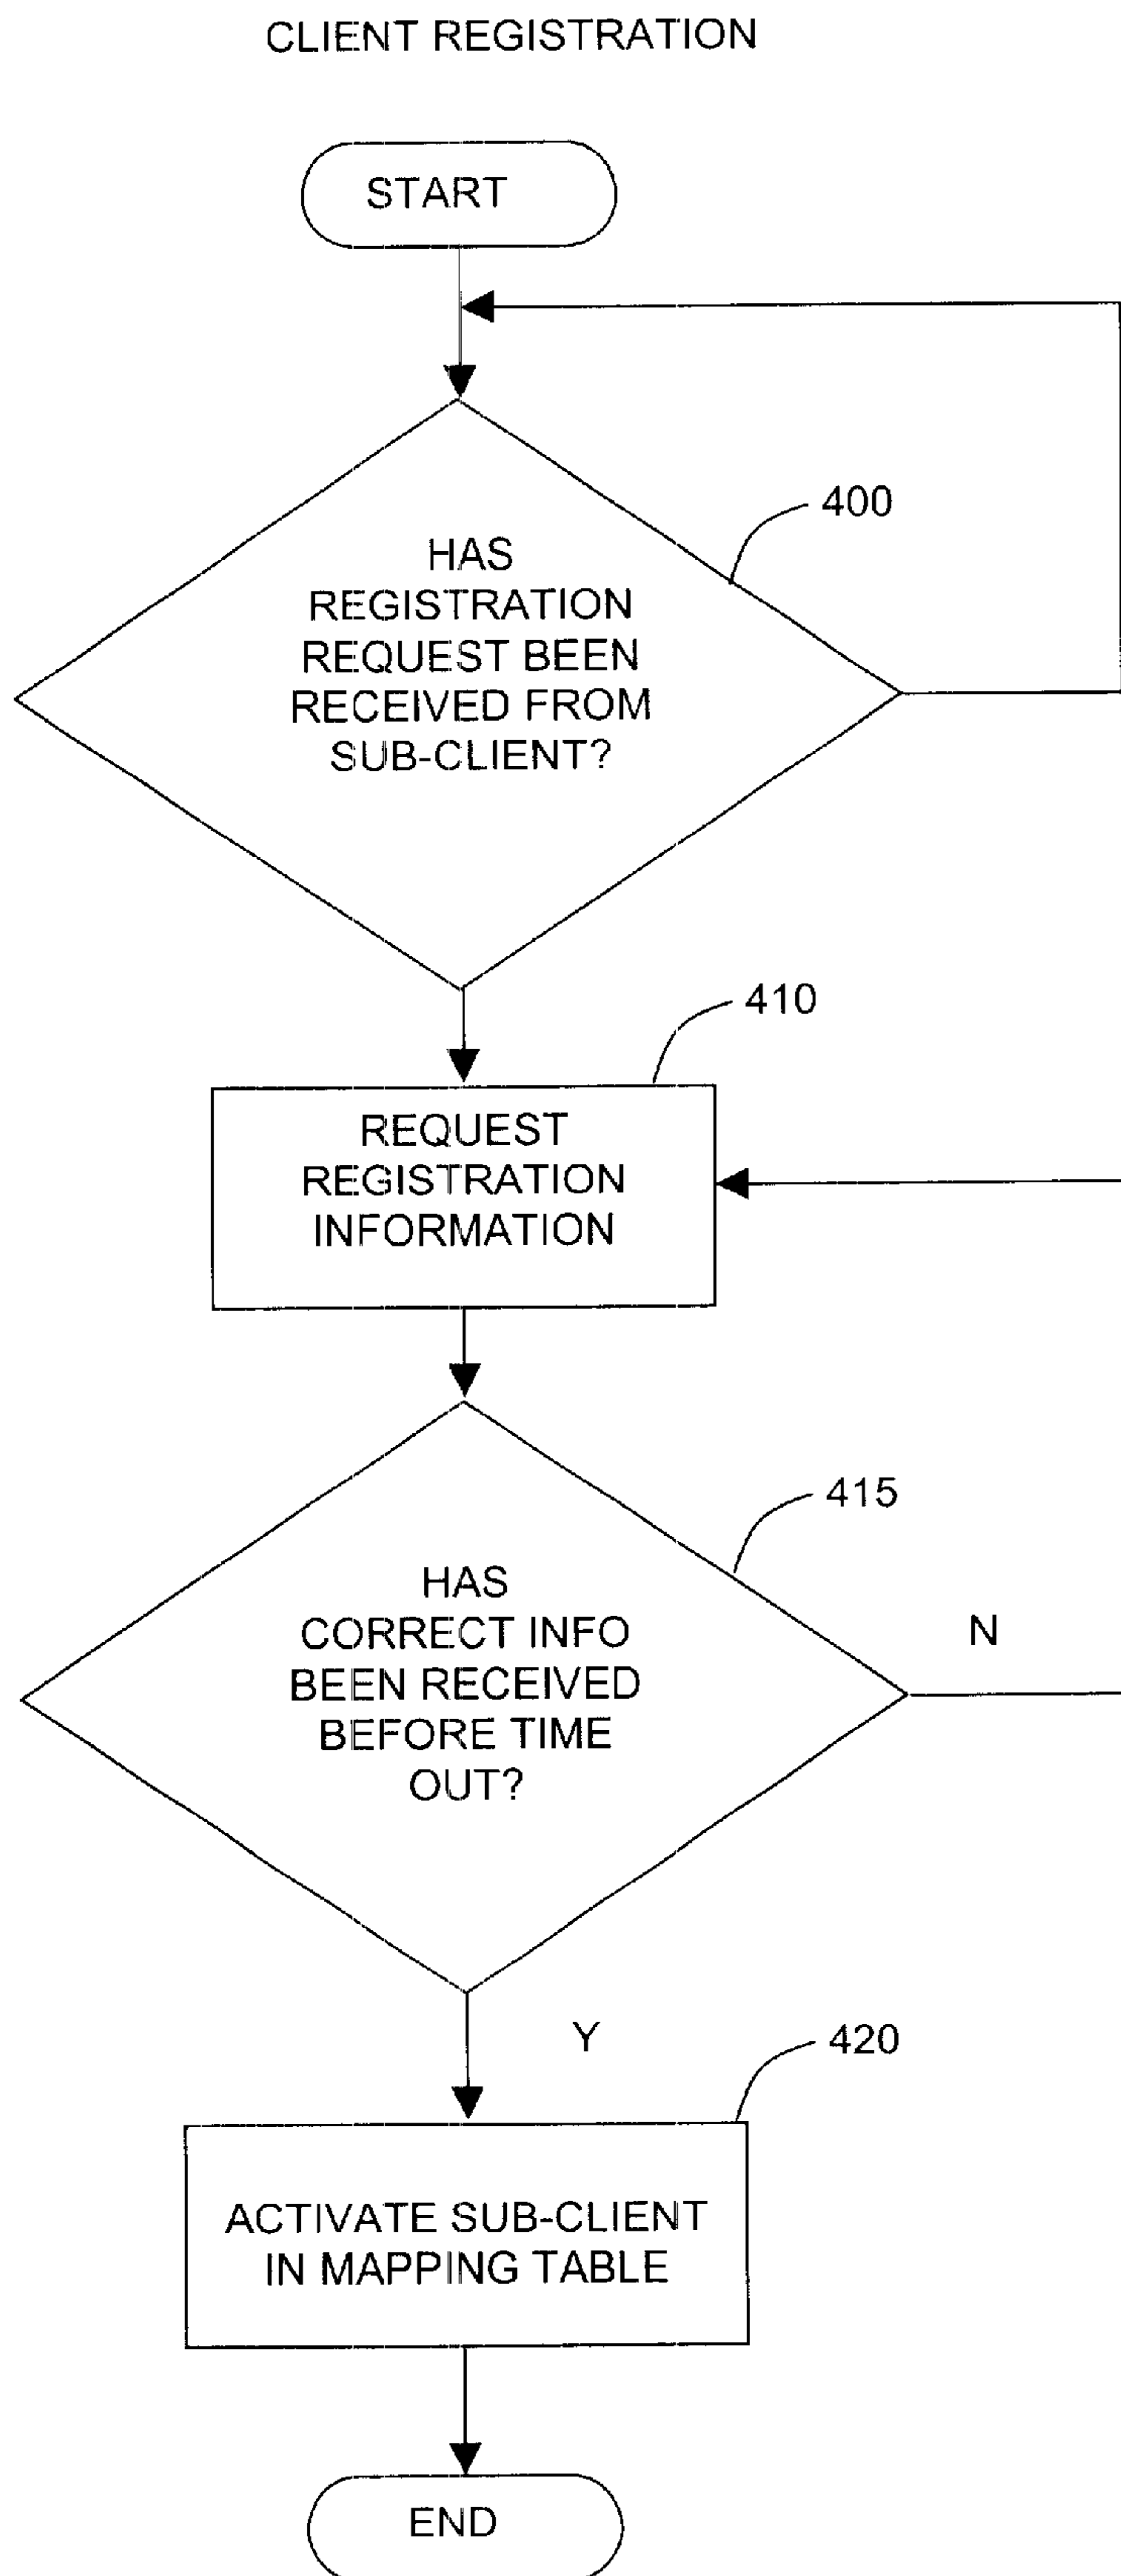 CLIENT REGISTRATION
START
400
HAS
REGISTRATION
REQUEST BEEN
RECEIVED FROM
SUB-CLIENT?
410
REQUEST
REGISTRATION
INFORMATION
415
HAS
CORRECT INFO
BEEN RECEIVED
BEFORE TIME
OUT?
N
Y
420
ACTIVATE SUB-CLIENT
IN MAPPING TABLE
END